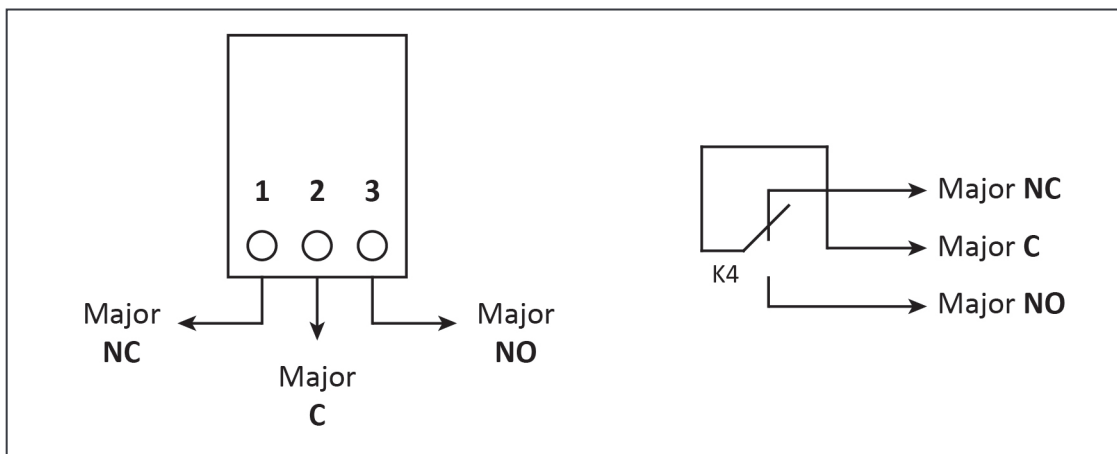 1 2 3
Major
NC
Major
C
Major
NO
K4
Major NC
Major C
Major NO